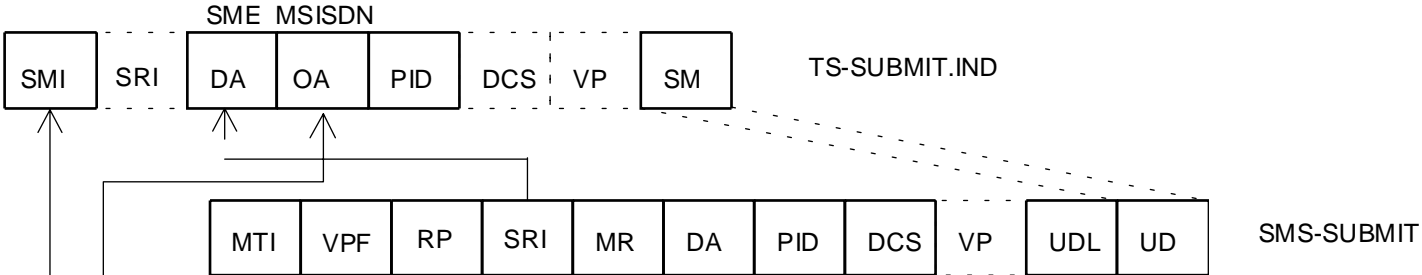 SME MSISDN
SMI SRI DA OA PID DCS VP SM TS-SUBMIT.IND
MTI VPF RP SRI MR DA PID DCS VP UDL UD SMS-SUBMIT